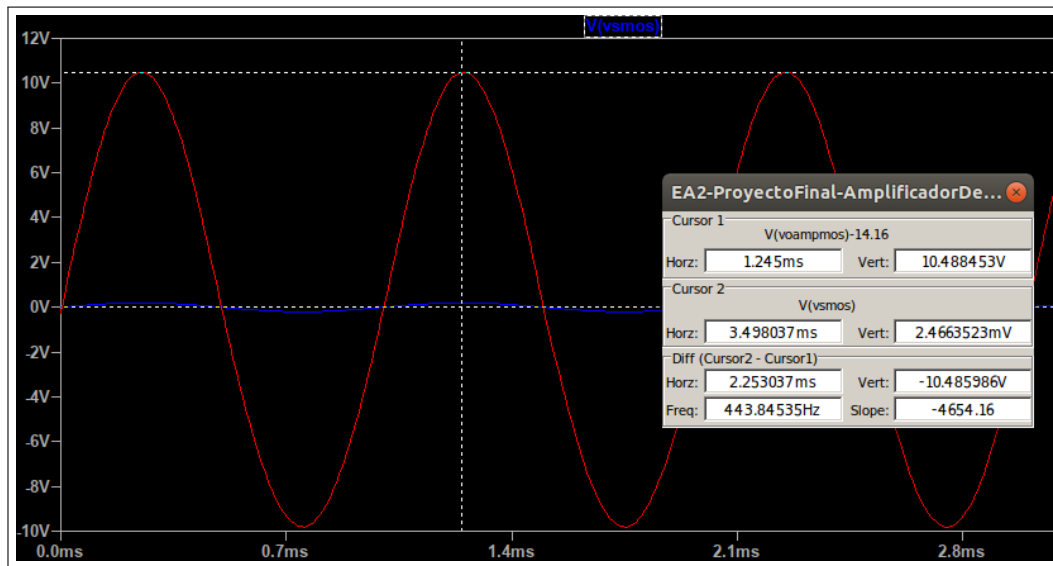 V(vsmos)
12V
10V
8V
6V
4V
2V
0V
-2V
-4V
-6V
-8V
-10V
0.0ms 0.7ms 1.4ms 2.1ms 2.8ms
EA2-ProyectoFinal-AmplificadorDe...
Cursor 1
V(voampmos)-14.16
Horz: 1.245ms Vert: 10.488453V
Cursor 2
V(vsmos)
Horz: 3.498037ms Vert: 2.4663523mV
Diff (Cursor2 - Cursor1)
Horz: 2.253037ms Vert: -10.485986V
Freq: 443.84535Hz Slope: -4654.16